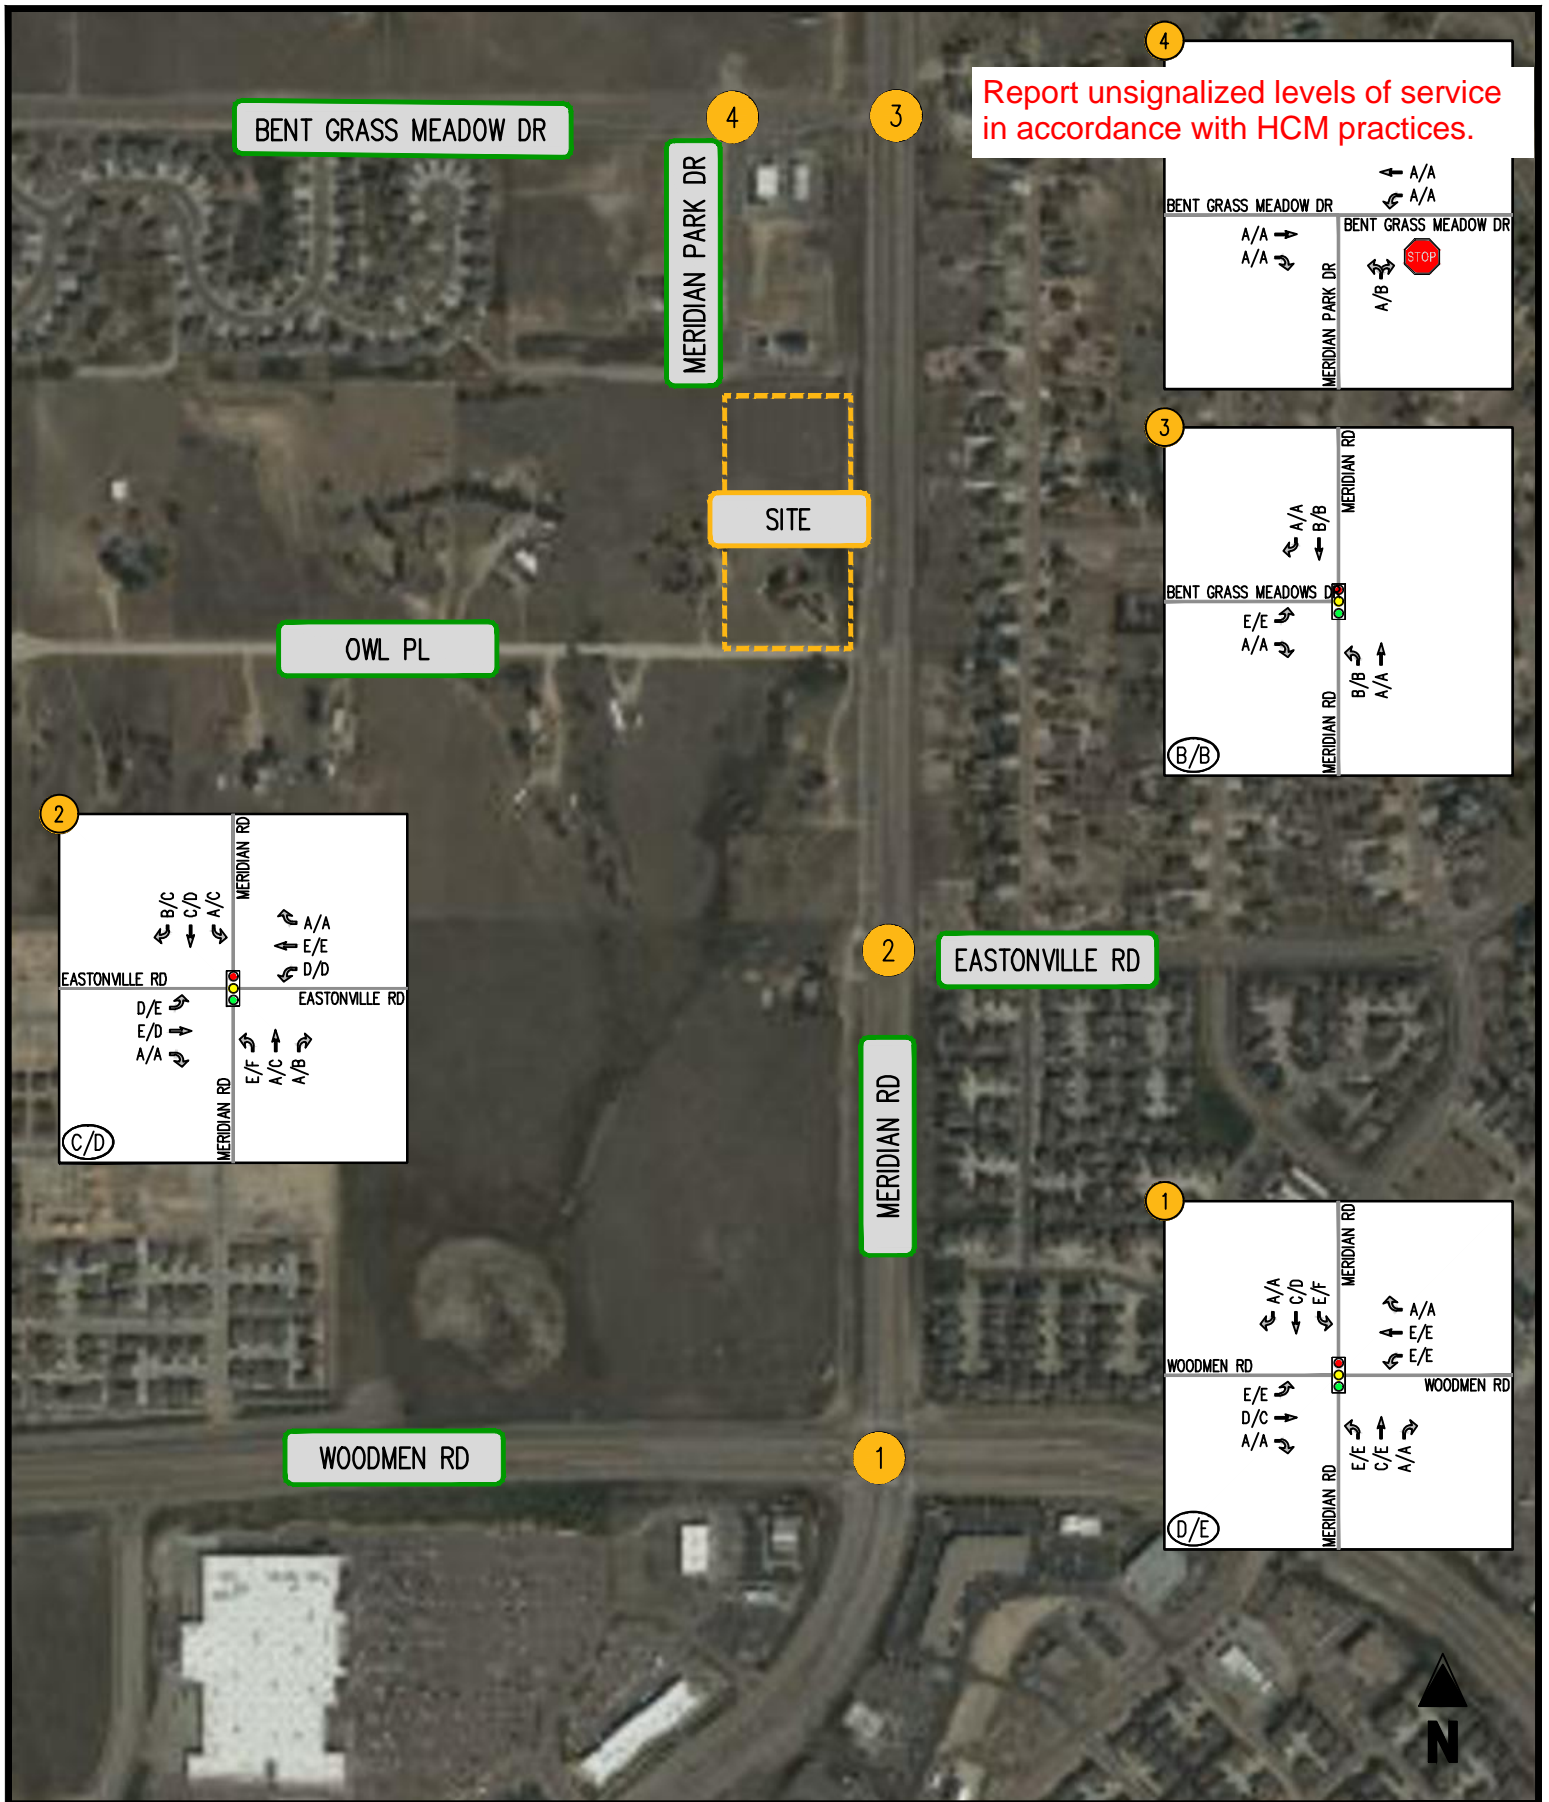 4
Report unsignalized levels of service
in accordance with HCM practices.
BENT GRASS MEADOW DR
4
3
MERIDIAN PARK DR
A/A
A/A
BENT GRASS MEADOW DR
BENT GRASS MEADOW DR
A/A
A/A
STOP
A/B
MERIDIAN PARK DR
3
MERIDIAN RD
A/A
B/B
BENT GRASS MEADOWS DR
E/E
A/A
B/B
A/A
MERIDIAN RD
B/B
SITE
OWL PL
2
MERIDIAN RD
B/C
C/D
A/C
A/A
E/E
D/D
EASTONVILLE RD
EASTONVILLE RD
D/E
E/D
A/A
E/F
A/C
A/B
MERIDIAN RD
C/D
2
EASTONVILLE RD
MERIDIAN RD
1
MERIDIAN RD
A/A
C/D
E/F
A/A
E/E
E/E
WOODMEN RD
WOODMEN RD
E/E
D/C
A/A
E/E
C/E
A/A
MERIDIAN RD
D/E
WOODMEN RD
1
N